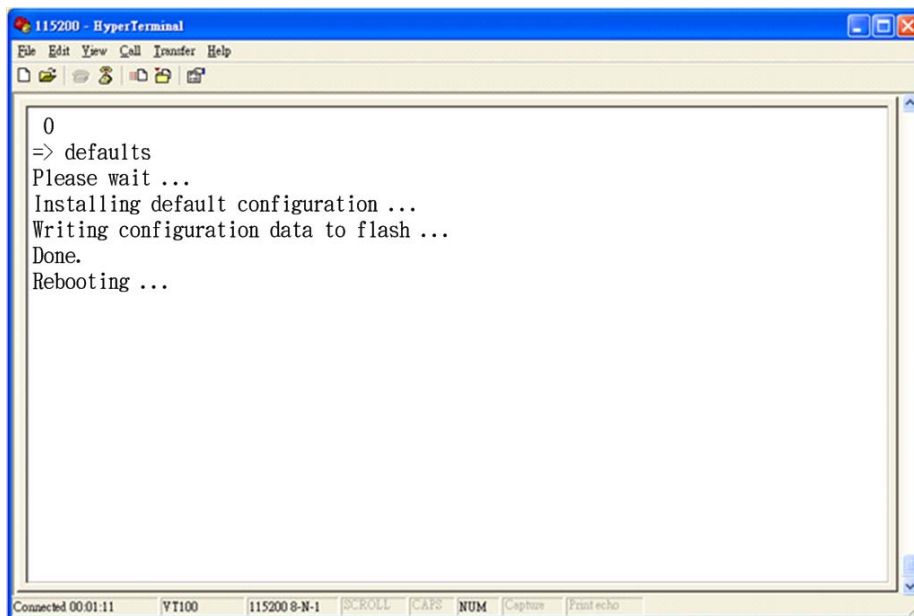 115200 - HyperTerminal
File Edit View Call Transfer Help
0
=> defaults
Please wait ...
Installing default configuration ...
Writing configuration data to flash ...
Done.
Rebooting ...
Connected 00:01:11 VT100 115200 8-N-1 SCROLL CAPS NUM Capture Print echo